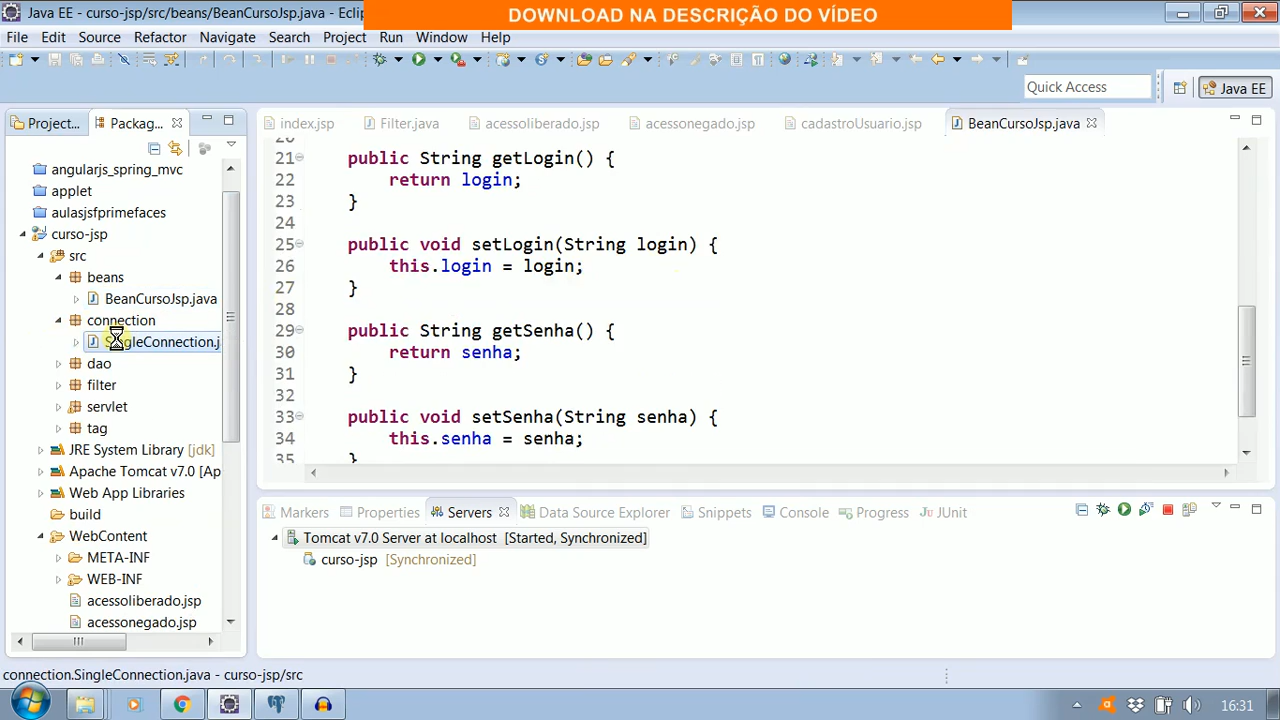 Java EE - curso-jsp/src/beans/BeanCursoJsp.java - Eclip
DOWNLOAD NA DESCRIÇÃO DO VÍDEO
File Edit Source Refactor Navigate Search Project Run Window Help
Quick Access
Java EE
Project...
Packag...
index.jsp
Filter.java
acessoliberado.jsp
acessonegado.jsp
cadastroUsuario.jsp
BeanCursoJsp.java
angularjs_spring_mvc
applet
aulasjsfprimefaces
curso-jsp
src
beans
BeanCursoJsp.java
connection
SingleConnection.j
dao
filter
servlet
tag
JRE System Library [jdk]
Apache Tomcat v7.0 [Ap
Web App Libraries
build
WebContent
META-INF
WEB-INF
acessoliberado.jsp
acessonegado.jsp
20
21 public String getLogin() {
22 return login;
23 }
24
25 public void setLogin(String login) {
26 this.login = login;
27 }
28
29 public String getSenha() {
30 return senha;
31 }
32
33 public void setSenha(String senha) {
34 this.senha = senha;
35 }
Markers Properties Servers Data Source Explorer Snippets Console Progress JUnit
Tomcat v7.0 Server at localhost [Started, Synchronized]
curso-jsp [Synchronized]
connection.SingleConnection.java - curso-jsp/src
16:31